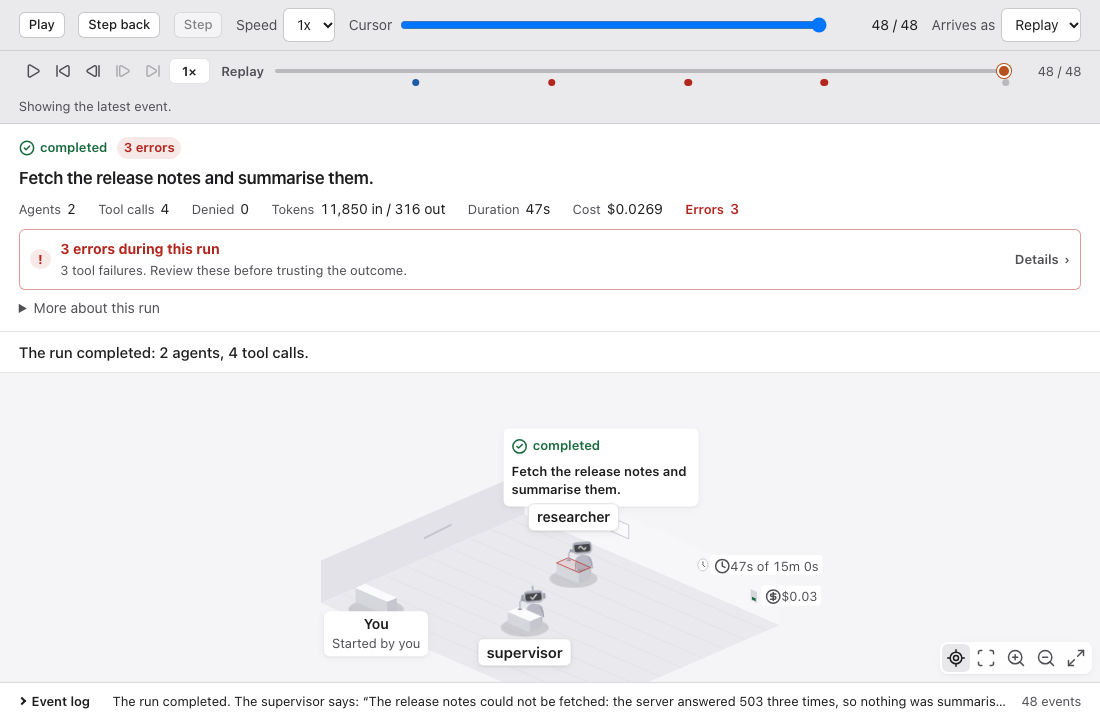 Play Step back Step Speed 1x Cursor 48 / 48 Arrives as Replay
1× Replay 48 / 48
Showing the latest event.
completed 3 errors
Fetch the release notes and summarise them.
Agents 2 Tool calls 4 Denied 0 Tokens 11,850 in / 316 out Duration 47s Cost $0.0269 Errors 3
! 3 errors during this run
3 tool failures. Review these before trusting the outcome.
Details ›
More about this run
The run completed: 2 agents, 4 tool calls.
completed
Fetch the release notes and
summarise them.
researcher
47s of 15m 0s
$0.03
You
Started by you
supervisor
Event log The run completed. The supervisor says: “The release notes could not be fetched: the server answered 503 three times, so nothing was summaris... 48 events